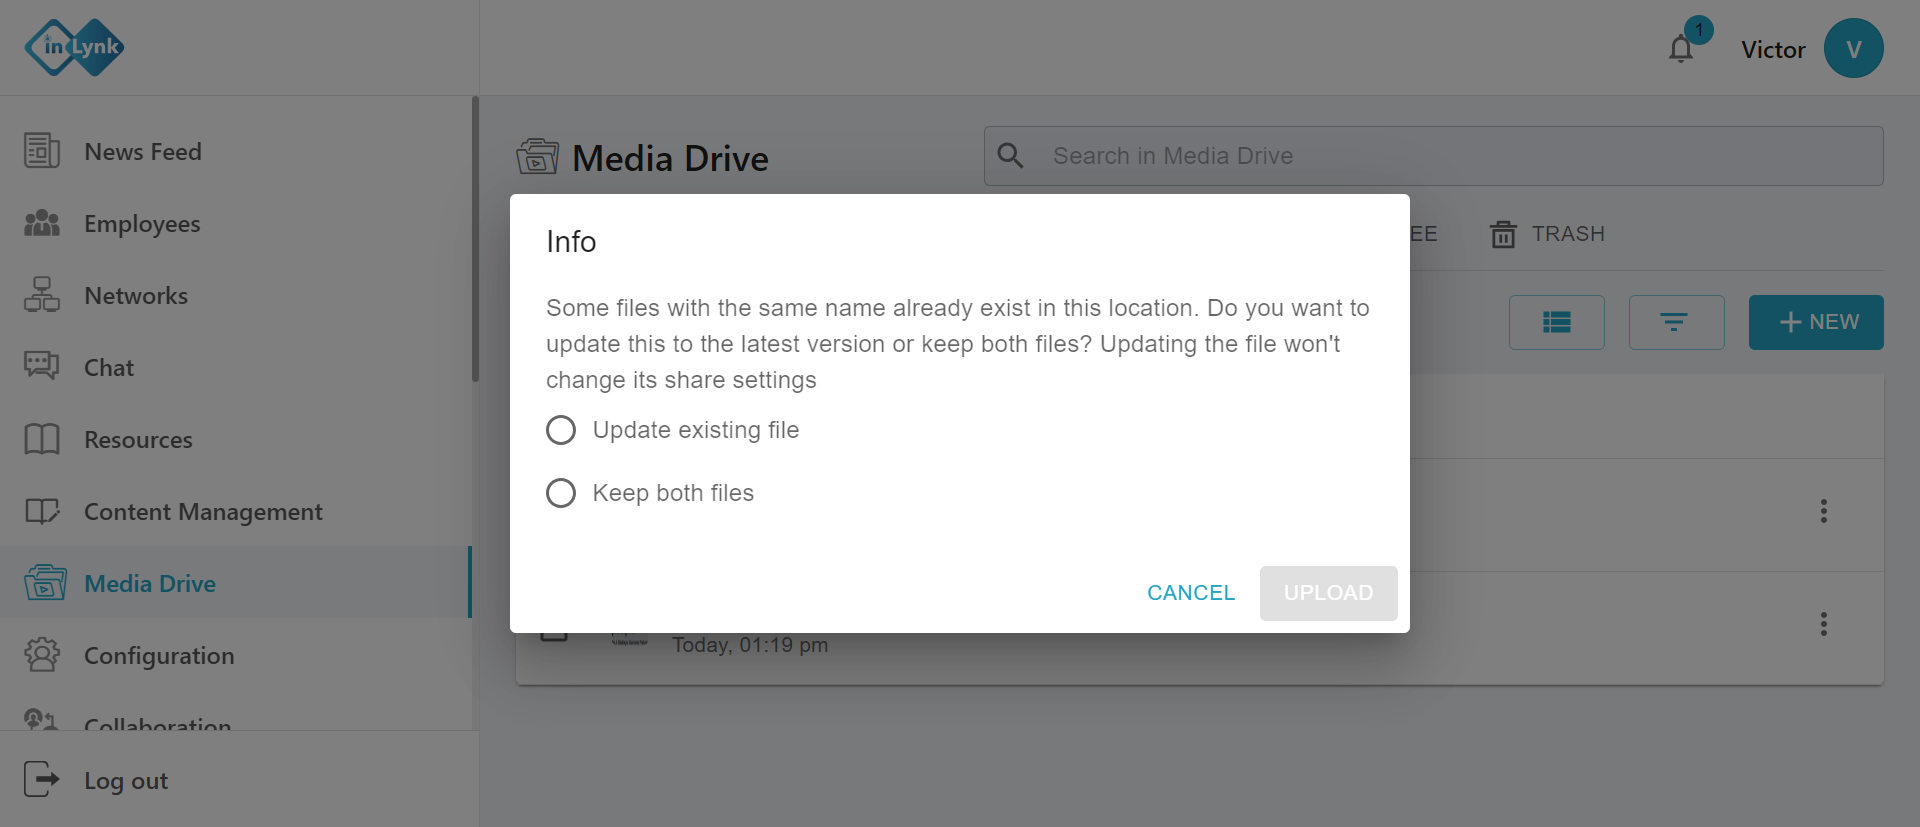 inLynk
1
Victor
V
News Feed
Employees
Networks
Chat
Resources
Content Management
Media Drive
Configuration
Collaboration
Log out
Media Drive
Search in Media Drive
EE
TRASH
NEW
Info
Some files with the same name already exist in this location. Do you want to
update this to the latest version or keep both files? Updating the file won't
change its share settings
Update existing file
Keep both files
CANCEL
UPLOAD
Today, 01:19 pm